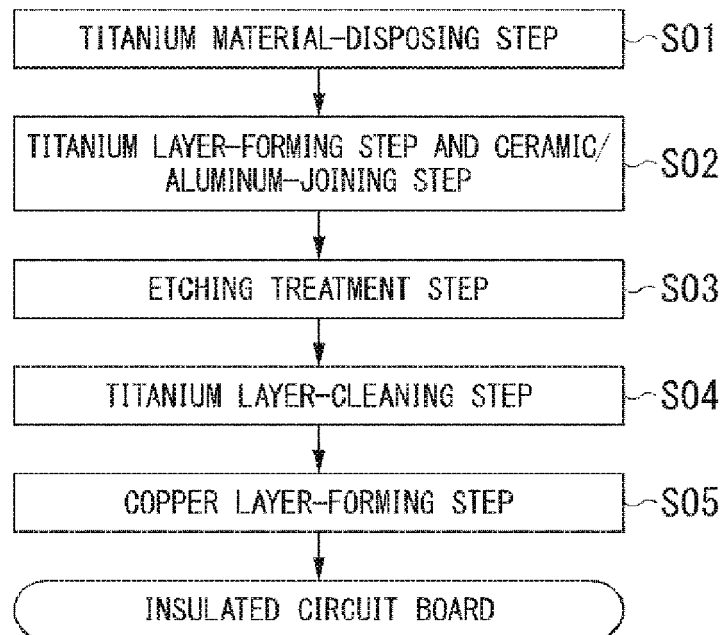 TITANIUM MATERIAL-DISPOSING STEP
S01
TITANIUM LAYER-FORMING STEP AND CERAMIC/
ALUMINUM-JOINING STEP
S02
ETCHING TREATMENT STEP
S03
TITANIUM LAYER-CLEANING STEP
S04
COPPER LAYER-FORMING STEP
S05
INSULATED CIRCUIT BOARD